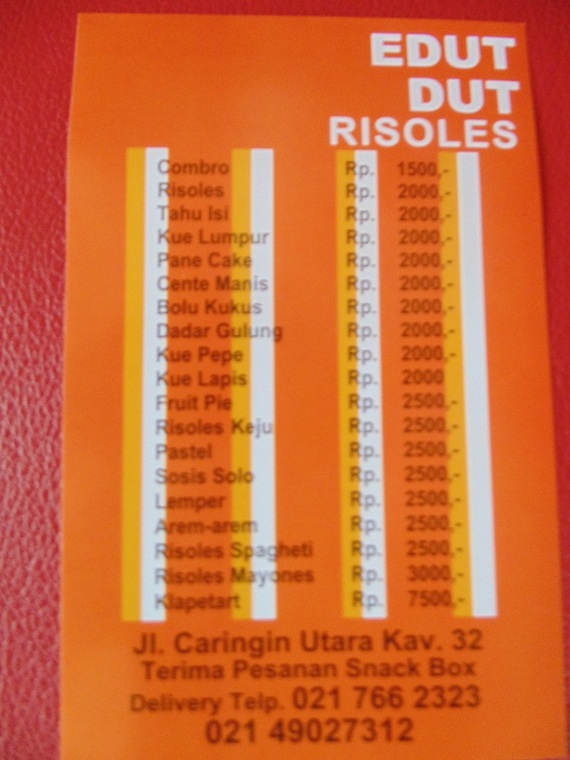 EDUT
DUT
RISOLES
Combro Rp. 1500,-
Risoles Rp. 2000,-
Tahu Isi Rp. 2000,-
Kue Lumpur Rp. 2000,-
Pane Cake Rp. 2000,-
Cente Manis Rp. 2000,-
Bolu Kukus Rp. 2000,-
Dadar Gulung Rp. 2000,-
Kue Pepe Rp. 2000,-
Kue Lapis Rp. 2000
Fruit Pie Rp. 2500,-
Risoles Keju Rp. 2500,-
Pastel Rp. 2500,-
Sosis Solo Rp. 2500,-
Lemper Rp. 2500,-
Arem-arem Rp. 2500,-
Risoles Spagheti Rp. 2500,-
Risoles Mayones Rp. 3000,-
Klapetart Rp. 7500,-
Jl. Caringin Utara Kav. 32
Terima Pesanan Snack Box
Delivery Telp. 021 766 2323
021 49027312